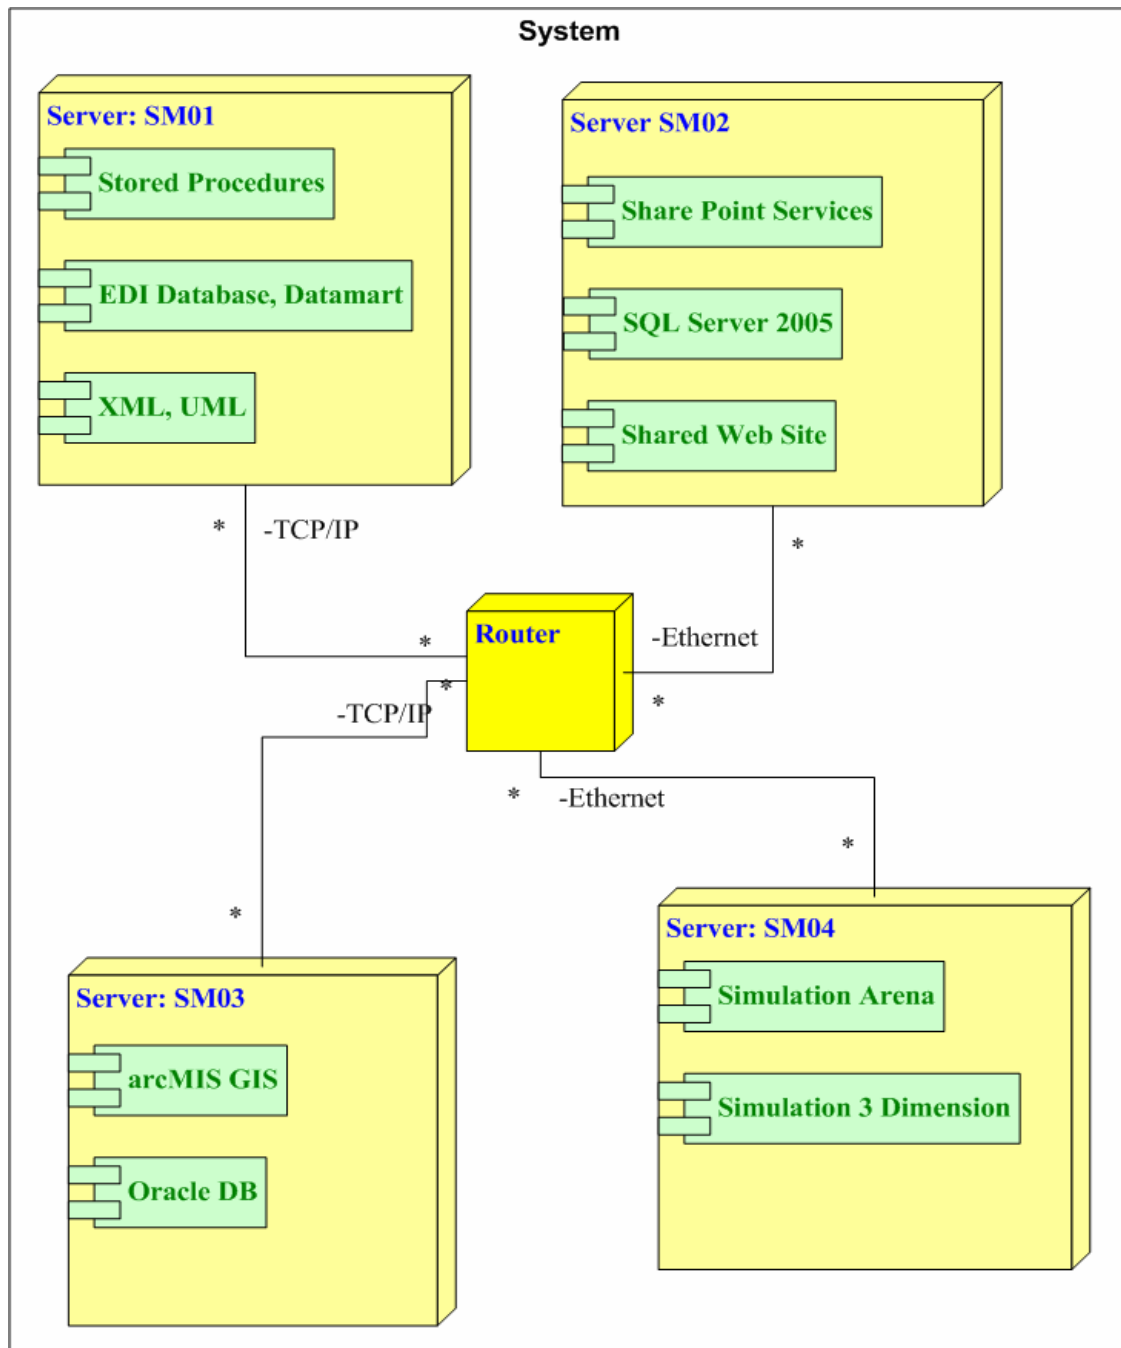 System
Server: SM01
Stored Procedures
EDI Database, Datamart
XML, UML
Server SM02
Share Point Services
SQL Server 2005
Shared Web Site
*
-TCP/IP
*
*
-Ethernet
*
Router
*
-TCP/IP
*
*
-Ethernet
*
Server: SM03
arcMIS GIS
Oracle DB
Server: SM04
Simulation Arena
Simulation 3 Dimension